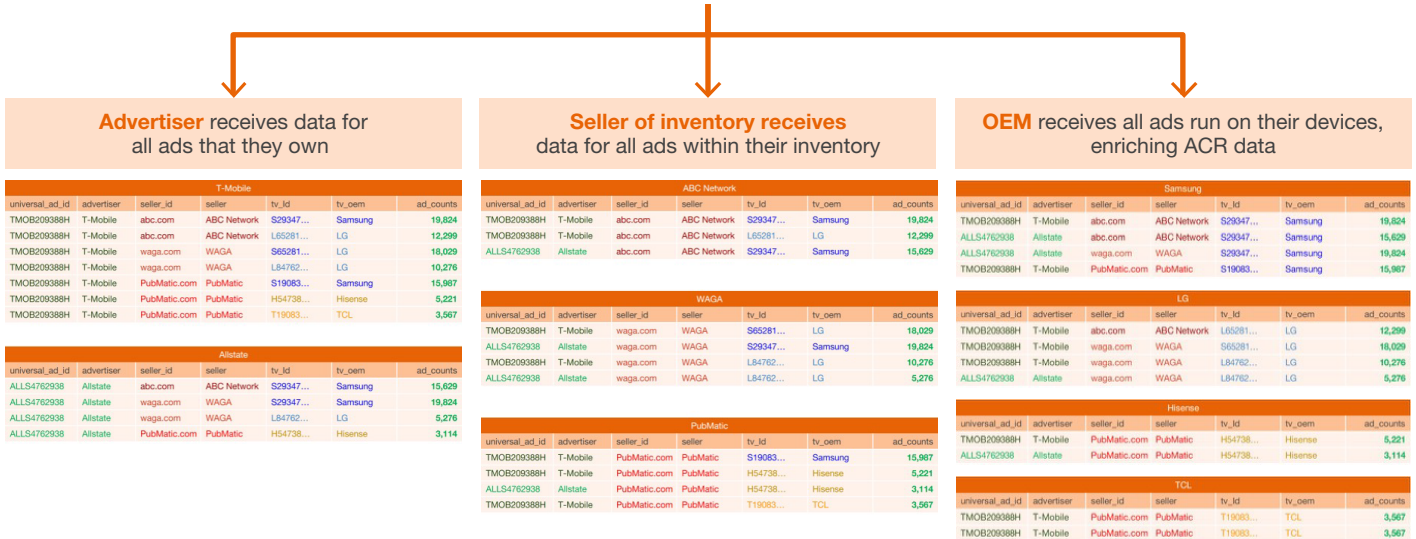 Advertiser receives data for
all ads that they own
T-Mobile
universal_ad_id advertiser seller_id seller tv_Id tv_oem ad_counts
TMOB209388H T-Mobile abc.com ABC Network S29347... Samsung 19,824
TMOB209388H T-Mobile abc.com ABC Network L65281... LG 12,299
TMOB209388H T-Mobile waga.com WAGA S65281... LG 18,029
TMOB209388H T-Mobile waga.com WAGA L84762... LG 10,276
TMOB209388H T-Mobile PubMatic.com PubMatic S19083... Samsung 15,987
TMOB209388H T-Mobile PubMatic.com PubMatic H54738... Hisense 5,221
TMOB209388H T-Mobile PubMatic.com PubMatic T19083... TCL 3,567
Allstate
universal_ad_id advertiser seller_id seller tv_Id tv_oem ad_counts
ALLS4762938 Allstate abc.com ABC Network S29347... Samsung 15,629
ALLS4762938 Allstate waga.com WAGA S29347... Samsung 19,824
ALLS4762938 Allstate waga.com WAGA L84762... LG 5,276
ALLS4762938 Allstate PubMatic.com PubMatic H54738... Hisense 3,114
Seller of inventory receives
data for all ads within their inventory
ABC Network
universal_ad_id advertiser seller_id seller tv_Id tv_oem ad_counts
TMOB209388H T-Mobile abc.com ABC Network S29347... Samsung 19,824
TMOB209388H T-Mobile abc.com ABC Network L65281... LG 12,299
ALLS4762938 Allstate abc.com ABC Network S29347... Samsung 15,629
WAGA
universal_ad_id advertiser seller_id seller tv_Id tv_oem ad_counts
TMOB209388H T-Mobile waga.com WAGA S65281... LG 18,029
ALLS4762938 Allstate waga.com WAGA S29347... Samsung 19,824
TMOB209388H T-Mobile waga.com WAGA L84762... LG 10,276
ALLS4762938 Allstate waga.com WAGA L84762... LG 5,276
PubMatic
universal_ad_id advertiser seller_id seller tv_Id tv_oem ad_counts
TMOB209388H T-Mobile PubMatic.com PubMatic S19083... Samsung 15,987
TMOB209388H T-Mobile PubMatic.com PubMatic H54738... Hisense 5,221
ALLS4762938 Allstate PubMatic.com PubMatic H54738... Hisense 3,114
TMOB209388H T-Mobile PubMatic.com PubMatic T19083... TCL 3,567
OEM receives all ads run on their devices,
enriching ACR data
Samsung
universal_ad_id advertiser seller_id seller tv_Id tv_oem ad_counts
TMOB209388H T-Mobile abc.com ABC Network S29347... Samsung 19,824
ALLS4762938 Allstate abc.com ABC Network S29347... Samsung 15,629
ALLS4762938 Allstate waga.com WAGA S29347... Samsung 19,824
TMOB209388H T-Mobile PubMatic.com PubMatic S19083... Samsung 15,987
LG
universal_ad_id advertiser seller_id seller tv_Id tv_oem ad_counts
TMOB209388H T-Mobile abc.com ABC Network L65281... LG 12,299
TMOB209388H T-Mobile waga.com WAGA S65281... LG 18,029
TMOB209388H T-Mobile waga.com WAGA L84762... LG 10,276
ALLS4762938 Allstate waga.com WAGA L84762... LG 5,276
Hisense
universal_ad_id advertiser seller_id seller tv_Id tv_oem ad_counts
TMOB209388H T-Mobile PubMatic.com PubMatic H54738... Hisense 5,221
ALLS4762938 Allstate PubMatic.com PubMatic H54738... Hisense 3,114
TCL
universal_ad_id advertiser seller_id seller tv_Id tv_oem ad_counts
TMOB209388H T-Mobile PubMatic.com PubMatic T19083... TCL 3,567
TMOB209388H T-Mobile PubMatic.com PubMatic T19083... TCL 3,567